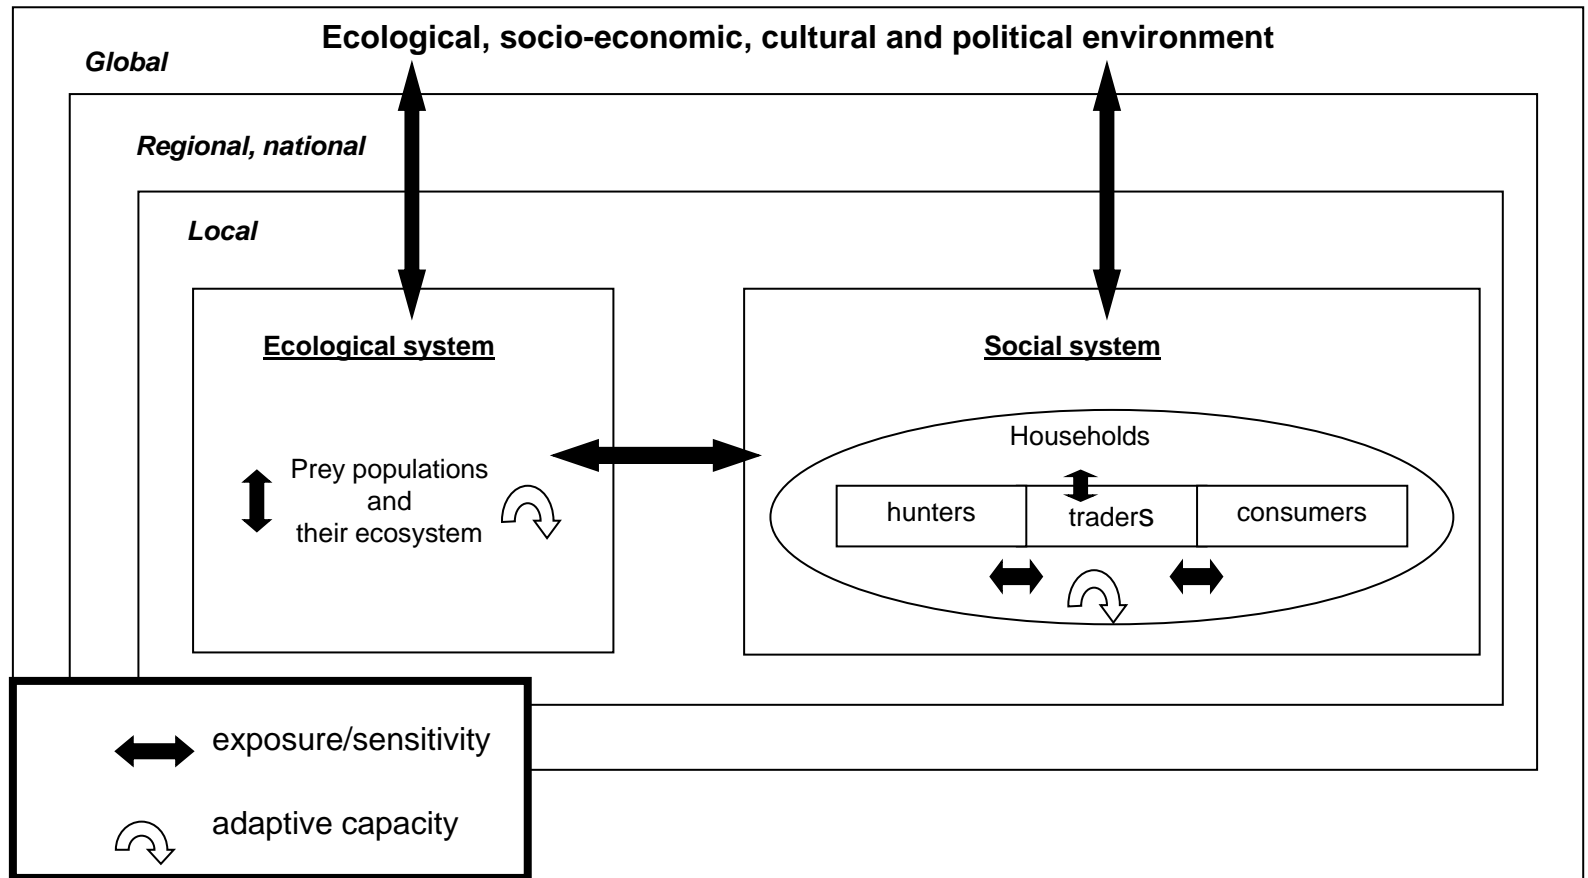 Ecological, socio-economic, cultural and political environment
Global
Regional, national
Local
Ecological system
Prey populations
and
their ecosystem
Social system
Households
hunters
traders
consumers
exposure/sensitivity
adaptive capacity